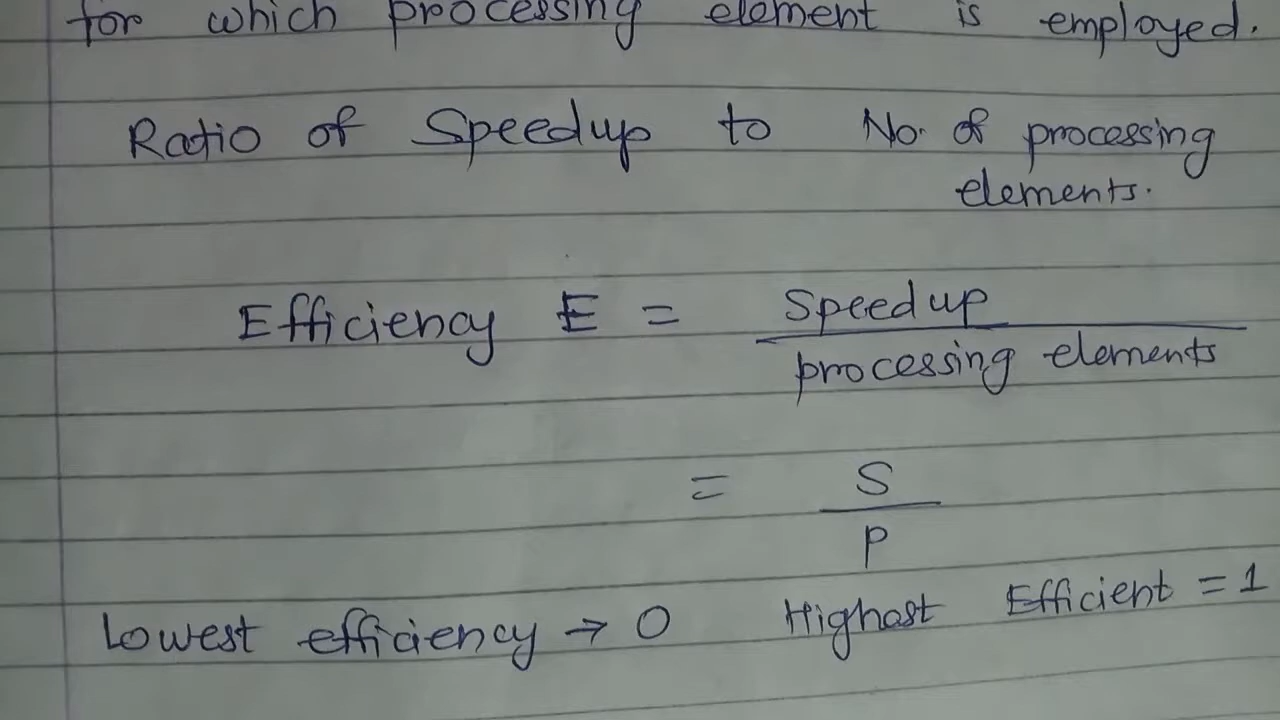 for which processing element is employed.
Ratio of Speedup to No. of processing
elements.
Efficiency E = Speedup
processing elements
= S
P
Lowest efficiency → 0 Highest Efficient = 1